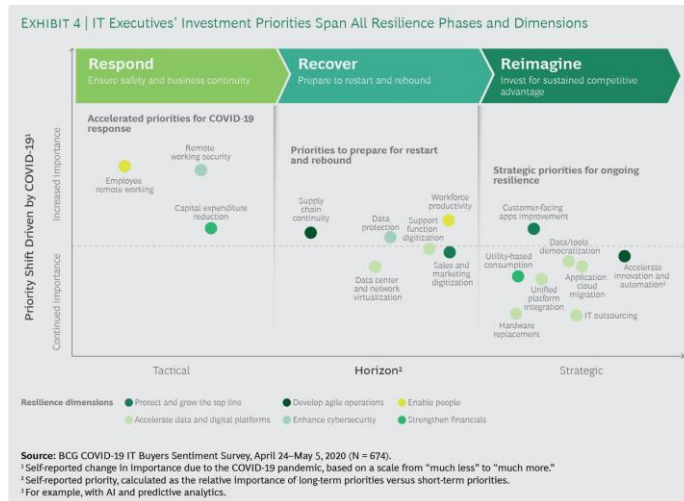 EXHIBIT 4 | IT Executives' Investment Priorities Span All Resilience Phases and Dimensions
Respond
Ensure safety and business continuity
Recover
Prepare to restart and rebound
Reimagine
Invest for sustained competitive
advantage
Priority Shift Driven by COVID-19¹
Increased Importance
Continued Importance
Accelerated priorities for COVID-19
response
Remote
working security
Employee
remote working
Capital expenditure
reduction
Priorities to prepare for restart
and rebound
Supply
chain
continuity
Data
protection
Workforce
productivity
Support
function
digitization
Data center
and network
virtualization
Sales and
marketing
digitization
Strategic priorities for ongoing
resilience
Customer-facing
apps improvement
Data/tools
democratization
Utility-based
consumption
Unified
platform
integration
Application
cloud
migration
Accelerate
innovation and
automation³
Hardware
replacement
IT outsourcing
Tactical
Horizon²
Strategic
Resilience dimensions
Protect and grow the top line
Develop agile operations
Enable people
Accelerate data and digital platforms
Enhance cybersecurity
Strengthen financials
Source: BCG COVID-19 IT Buyers Sentiment Survey, April 24–May 5, 2020 (N = 674).
¹ Self-reported change in importance due to the COVID-19 pandemic, based on a scale from "much less" to "much more."
² Self-reported priority, calculated as the relative importance of long-term priorities versus short-term priorities.
³ For example, with AI and predictive analytics.